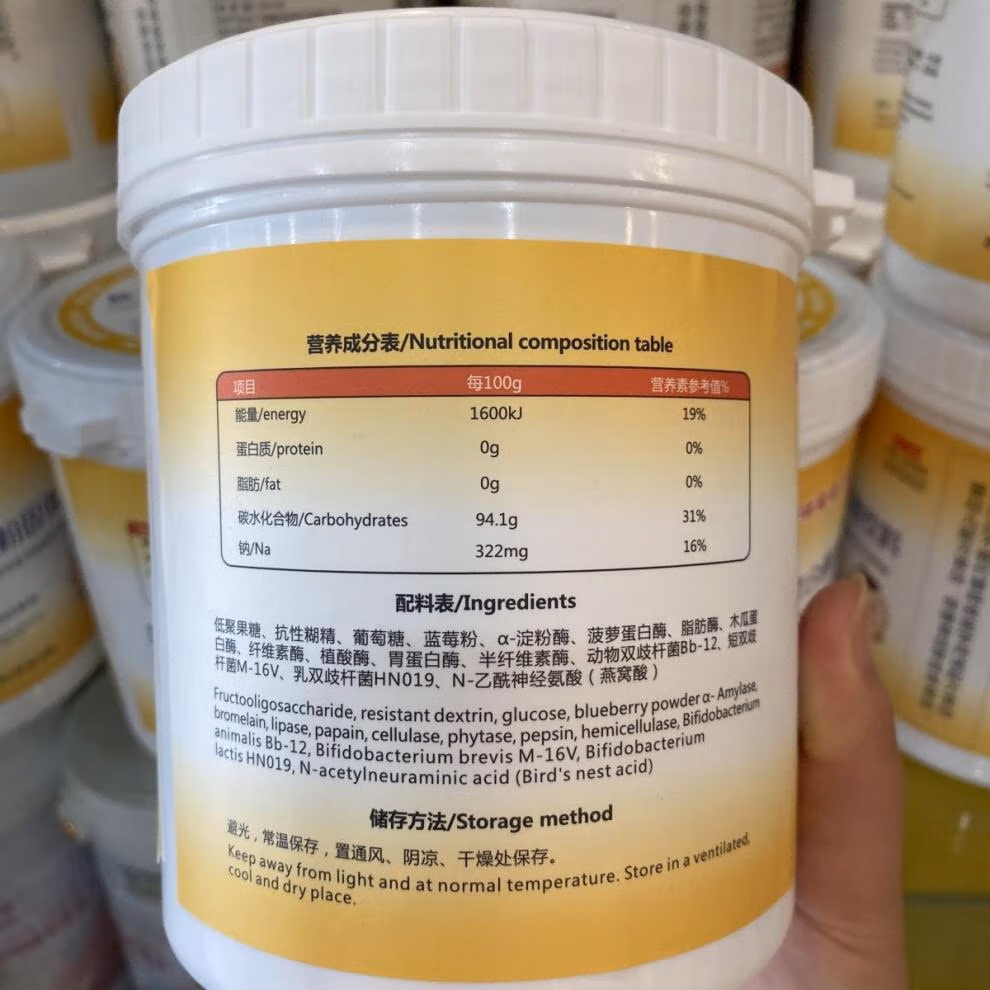 营养成分表/Nutritional composition table
项目 每100g 营养素参考值%
能量/energy 1600kJ 19%
蛋白质/protein 0g 0%
脂肪/fat 0g 0%
碳水化合物/Carbohydrates 94.1g 31%
钠/Na 322mg 16%
配料表/Ingredients
低聚果糖、抗性糊精、葡萄糖、蓝莓粉、α-淀粉酶、菠萝蛋白酶、脂肪酶、木瓜蛋
白酶、纤维素酶、植酸酶、胃蛋白酶、半纤维素酶、动物双歧杆菌Bb-12、短双歧
杆菌M-16V、乳双歧杆菌HN019、N-乙酰神经氨酸（燕窝酸）
Fructooligosaccharide, resistant dextrin, glucose, blueberry powder α- Amylase,
bromelain, lipase, papain, cellulase, phytase, pepsin, hemicellulase, Bifidobacterium
animalis Bb-12, Bifidobacterium brevis M-16V, Bifidobacterium
lactis HN019, N-acetylneuraminic acid (Bird's nest acid)
储存方法/Storage method
避光，常温保存，置通风、阴凉、干燥处保存。
Keep away from light and at normal temperature. Store in a ventilated,
cool and dry place.